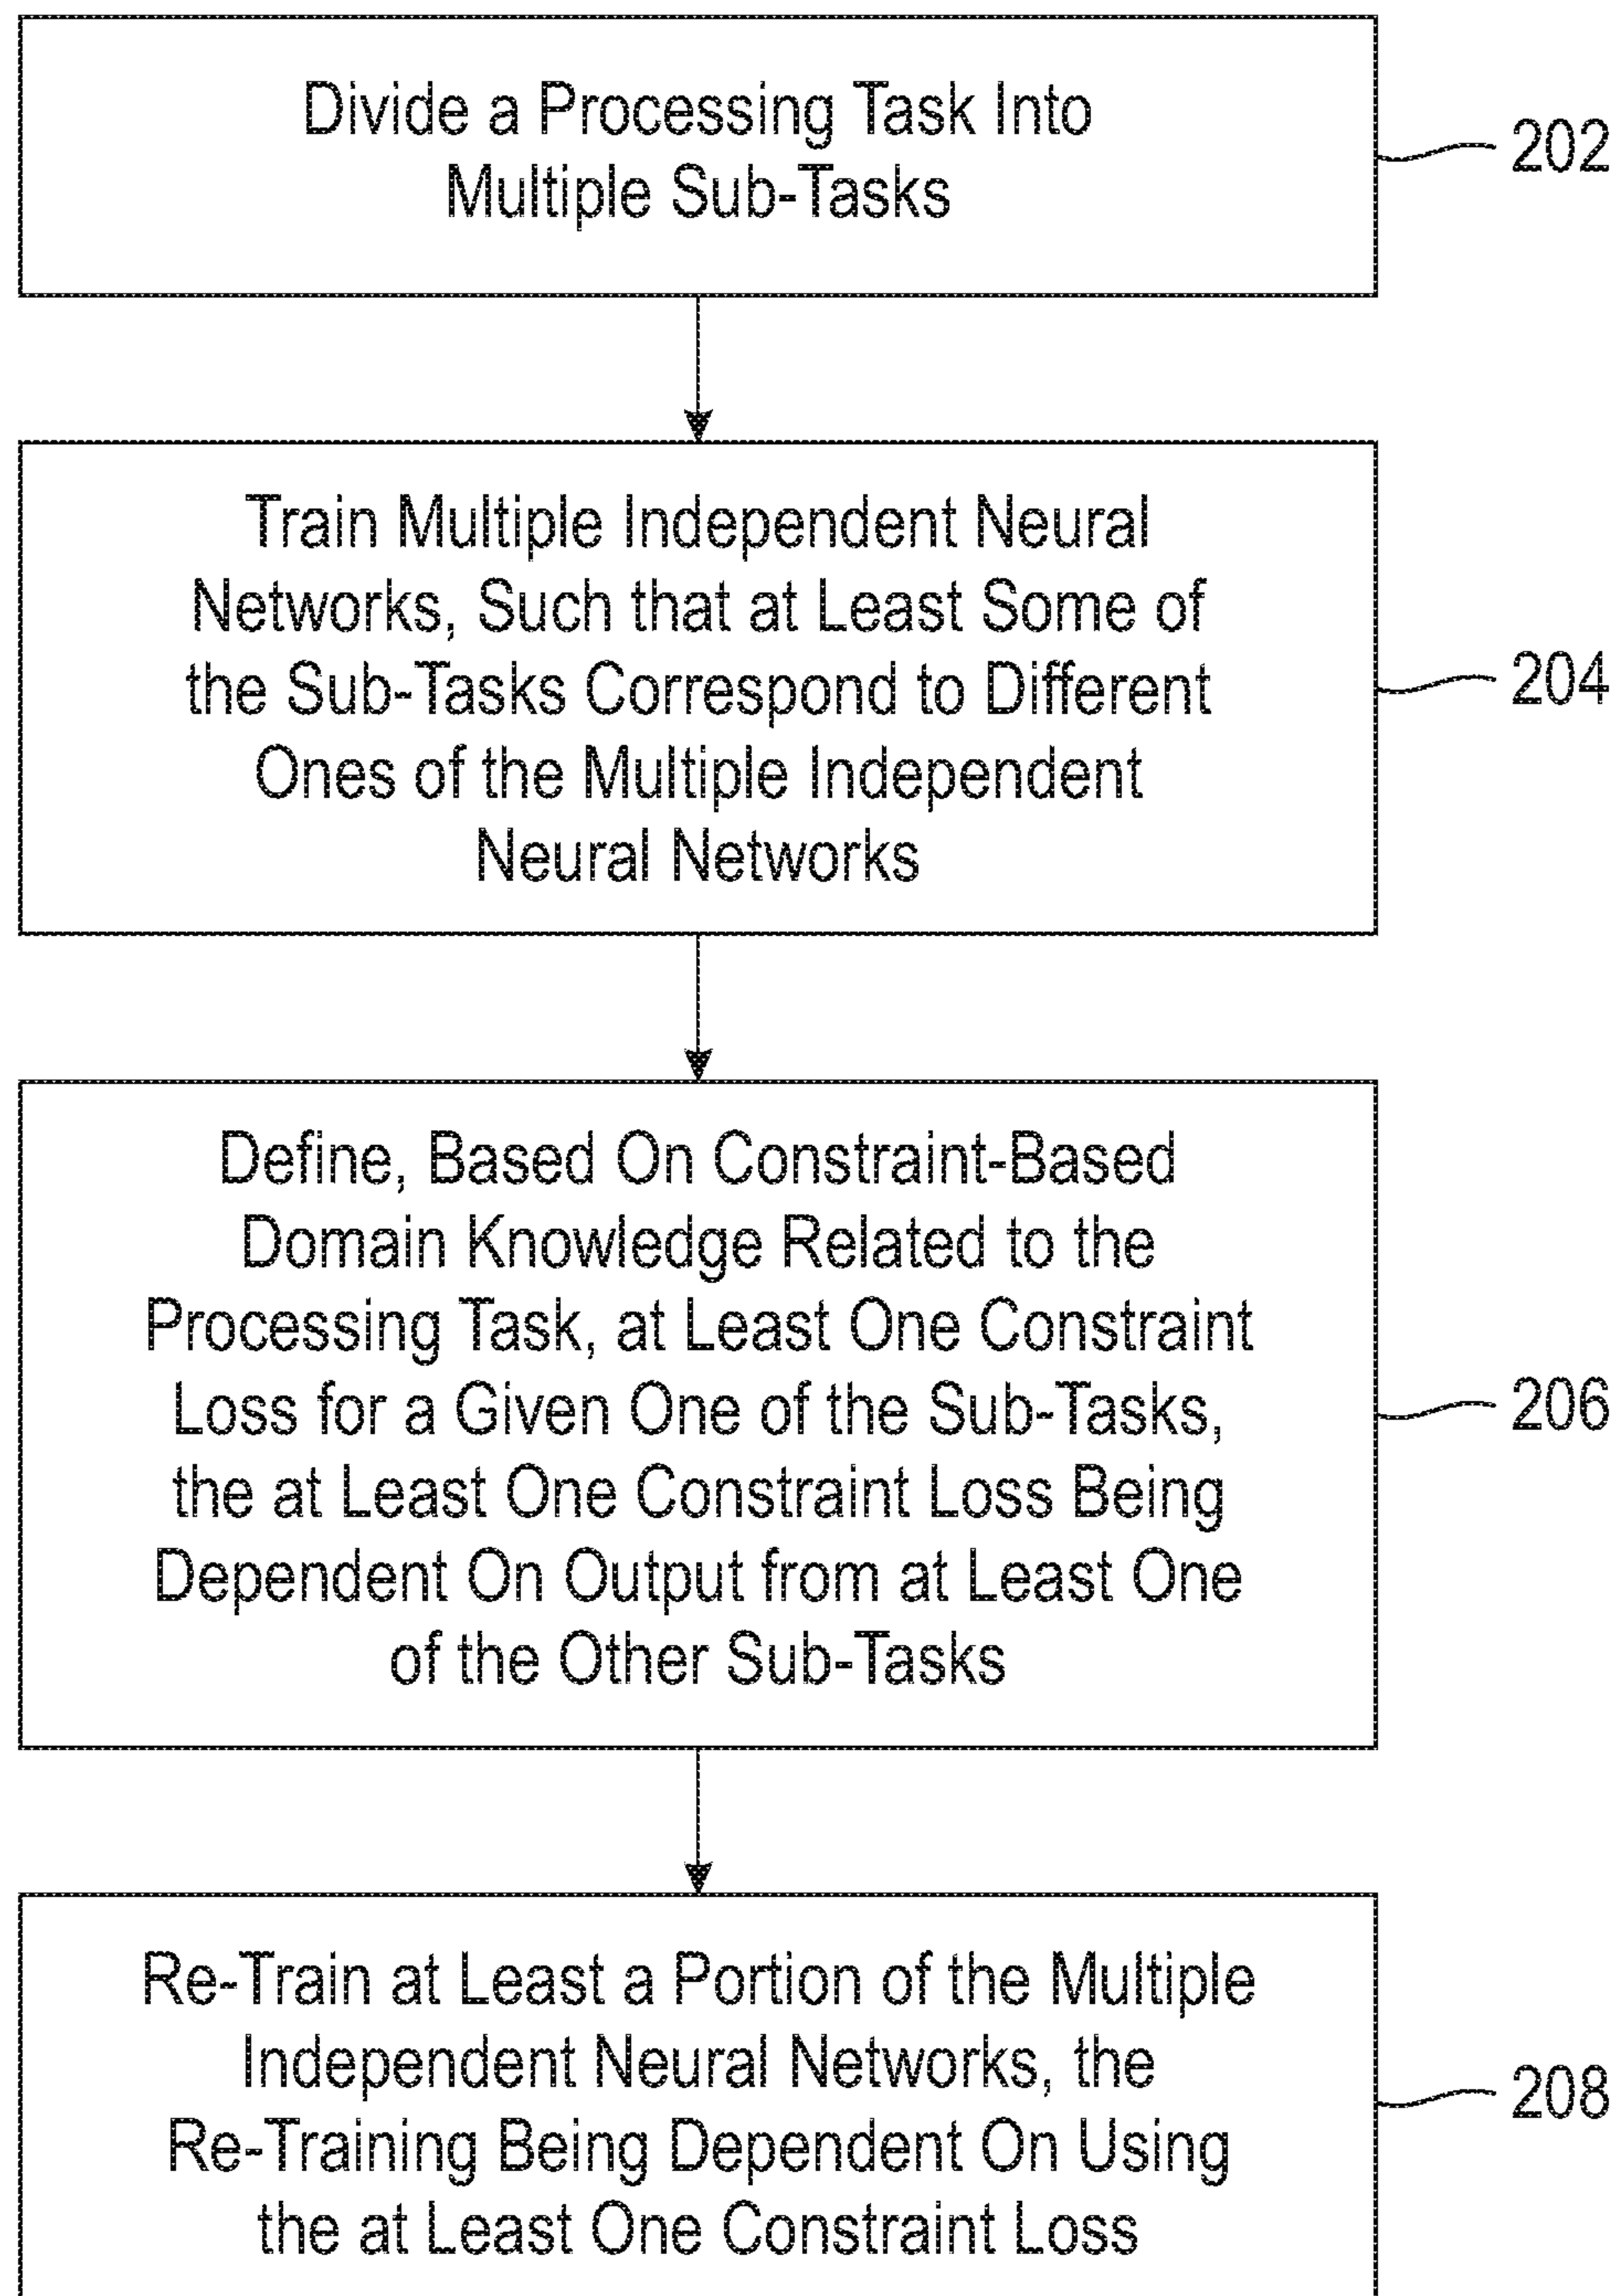 Divide a Processing Task Into
Multiple Sub-Tasks
202
Train Multiple Independent Neural
Networks, Such that at Least Some of
the Sub-Tasks Correspond to Different
Ones of the Multiple Independent
Neural Networks
204
Define, Based On Constraint-Based
Domain Knowledge Related to the
Processing Task, at Least One Constraint
Loss for a Given One of the Sub-Tasks,
the at Least One Constraint Loss Being
Dependent On Output from at Least One
of the Other Sub-Tasks
206
Re-Train at Least a Portion of the Multiple
Independent Neural Networks, the
Re-Training Being Dependent On Using
the at Least One Constraint Loss
208